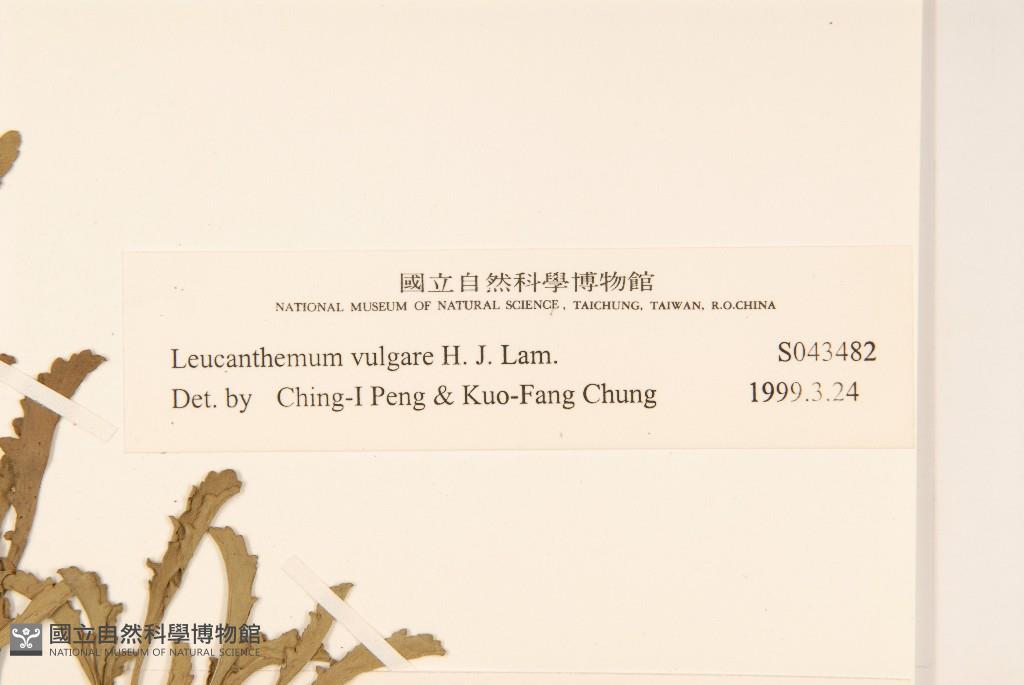 國立自然科學博物館
NATIONAL MUSEUM OF NATURAL SCIENCE, TAICHUNG, TAIWAN, R.O.CHINA
Leucanthemum vulgare H. J. Lam. S043482
Det. by Ching-I Peng & Kuo-Fang Chung 1999.3.24
國立自然科學博物館
NATIONAL MUSEUM OF NATURAL SCIENCE